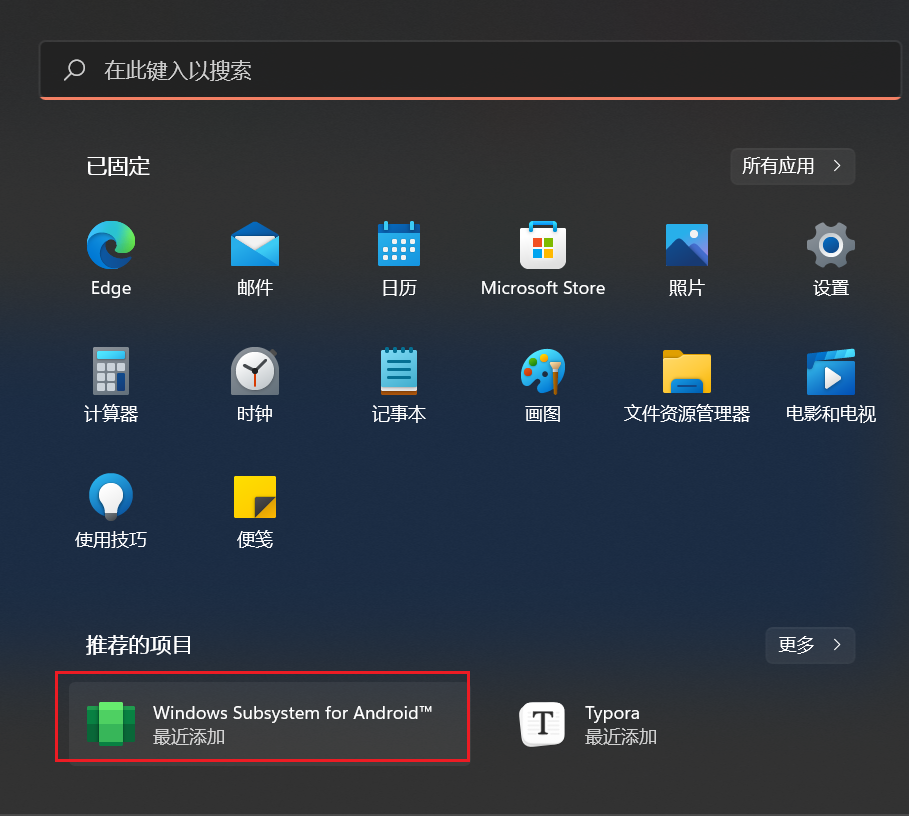 在此键入以搜索
已固定
所有应用
Edge
邮件
日历
Microsoft Store
照片
设置
计算器
时钟
记事本
画图
文件资源管理器
电影和电视
使用技巧
便笺
推荐的项目
更多
Windows Subsystem for Android™
最近添加
T
Typora
最近添加